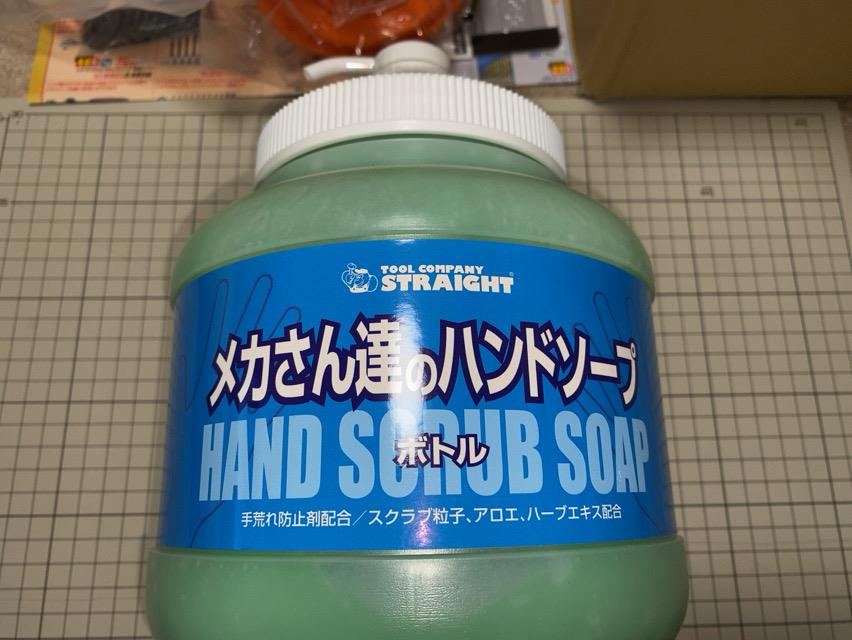 TOOL COMPANY
STRAIGHT
メカさん達のハンドソープ
HAND SCRUB SOAP
ボトル
手荒れ防止剤配合／スクラブ粒子、アロエ、ハーブエキス配合